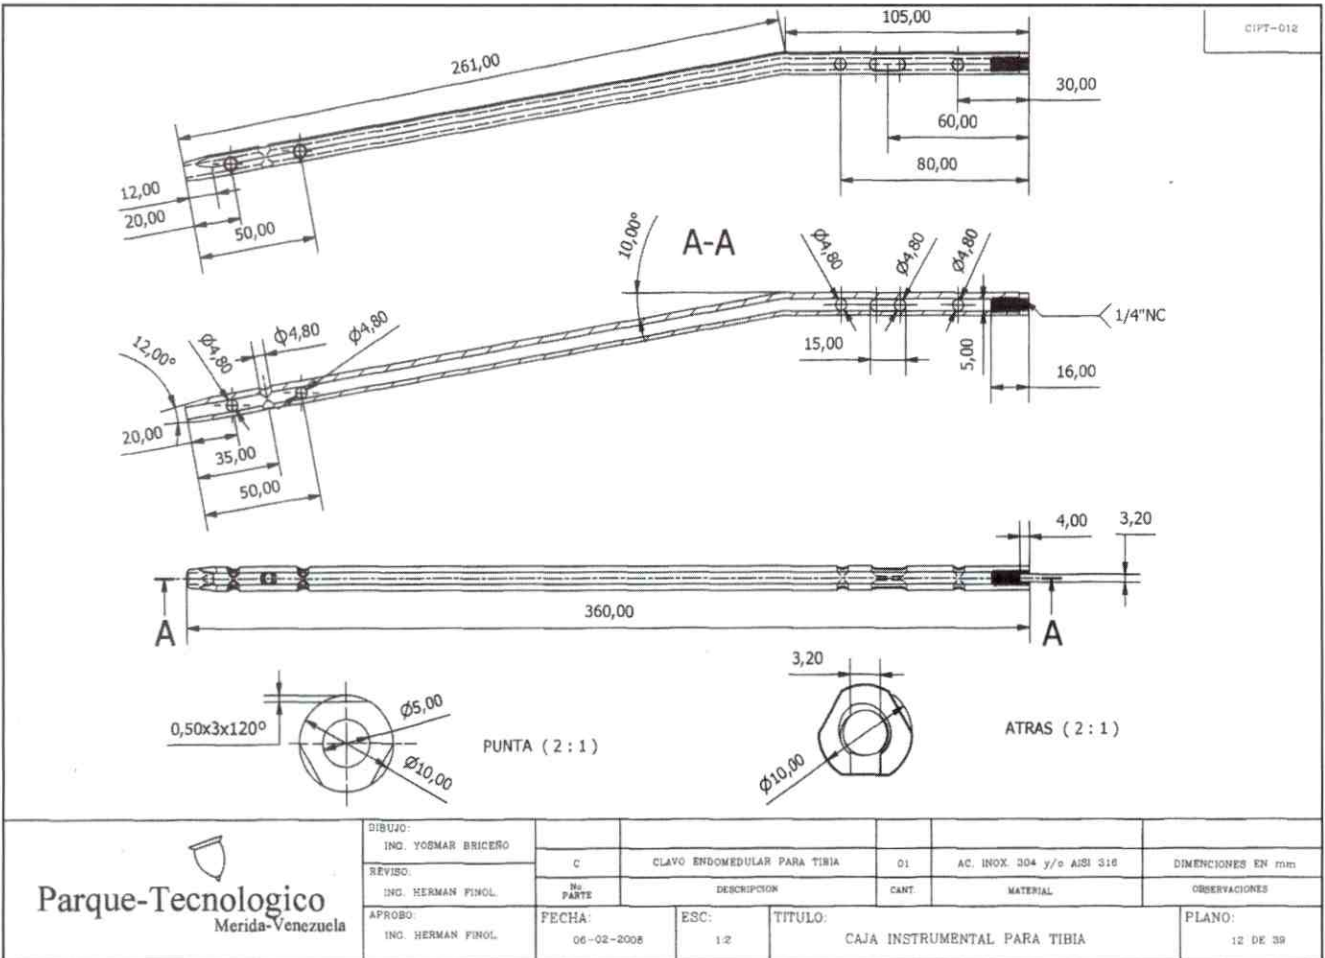 CIPT-012
105,00
261,00
30,00
60,00
80,00
12,00
20,00
50,00
10,00°
A-A
Ø4,80
Ø4,80
Ø4,80
1/4"NC
12,00°
Ø4,80
ф4,80
Ø4,80
15,00
5,00
16,00
20,00
35,00
50,00
4,00
3,20
A
360,00
A
0,50x3x120°
Ø5,00
Ø10,00
PUNTA ( 2 : 1 )
3,20
Ø10,00
ATRAS ( 2 : 1 )
Parque-Tecnologico
Merida-Venezuela
DIBUJO:
ING. YOSMAR BRICEÑO
REVISO:
ING. HERMAN FINOL
APROBO:
ING. HERMAN FINOL
C CLAVO ENDOMEDULAR PARA TIBIA 01 AC. INOX. 304 y/o AISI 316 DIMENCIONES EN mm
No PARTE DESCRIPCION CANT. MATERIAL OBSERVACIONES
FECHA: ESC: TITULO: PLANO:
06-02-2008 1:2 CAJA INSTRUMENTAL PARA TIBIA 12 DE 39